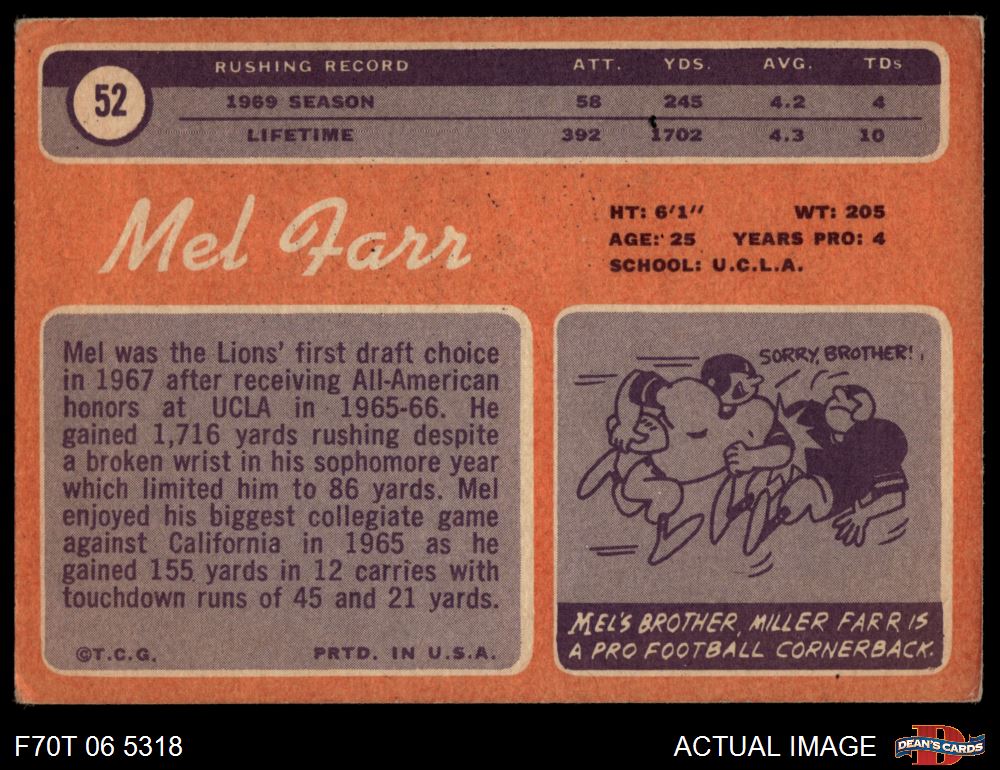 52
RUSHING RECORD ATT. YDS. AVG. TDs
1969 SEASON 58 245 4.2 4
LIFETIME 392 1702 4.3 10
Mel Farr
HT: 6'1" WT: 205
AGE: 25 YEARS PRO: 4
SCHOOL: U.C.L.A.
Mel was the Lions' first draft choice
in 1967 after receiving All-American
honors at UCLA in 1965-66. He
gained 1,716 yards rushing despite
a broken wrist in his sophomore year
which limited him to 86 yards. Mel
enjoyed his biggest collegiate game
against California in 1965 as he
gained 155 yards in 12 carries with
touchdown runs of 45 and 21 yards.
©T.C.G. PRTD. IN U.S.A.
SORRY, BROTHER!
MEL'S BROTHER, MILLER FARR IS
A PRO FOOTBALL CORNERBACK.
F70T 06 5318
ACTUAL IMAGE
D
DEAN'S CARDS